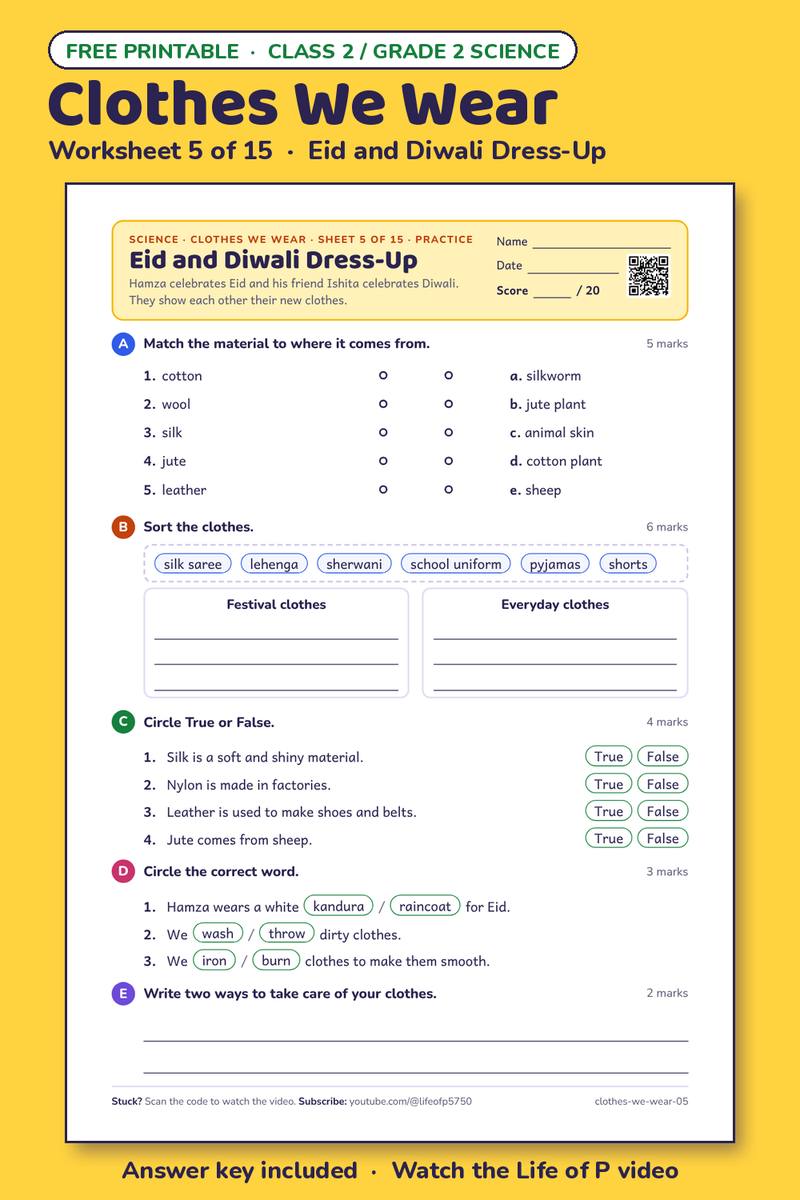 FREE PRINTABLE · CLASS 2 / GRADE 2 SCIENCE
Clothes We Wear
Worksheet 5 of 15 · Eid and Diwali Dress-Up
SCIENCE · CLOTHES WE WEAR · SHEET 5 OF 15 · PRACTICE
Eid and Diwali Dress-Up
Hamza celebrates Eid and his friend Ishita celebrates Diwali.
They show each other their new clothes.
Name
Date
Score / 20
A Match the material to where it comes from. 5 marks
1. cotton a. silkworm
2. wool b. jute plant
3. silk c. animal skin
4. jute d. cotton plant
5. leather e. sheep
B Sort the clothes. 6 marks
silk saree lehenga sherwani school uniform pyjamas shorts
Festival clothes Everyday clothes
C Circle True or False. 4 marks
1. Silk is a soft and shiny material. True False
2. Nylon is made in factories. True False
3. Leather is used to make shoes and belts. True False
4. Jute comes from sheep. True False
D Circle the correct word. 3 marks
1. Hamza wears a white kandura / raincoat for Eid.
2. We wash / throw dirty clothes.
3. We iron / burn clothes to make them smooth.
E Write two ways to take care of your clothes. 2 marks
Stuck? Scan the code to watch the video. Subscribe: youtube.com/@lifeofp5750 clothes-we-wear-05
Answer key included · Watch the Life of P video